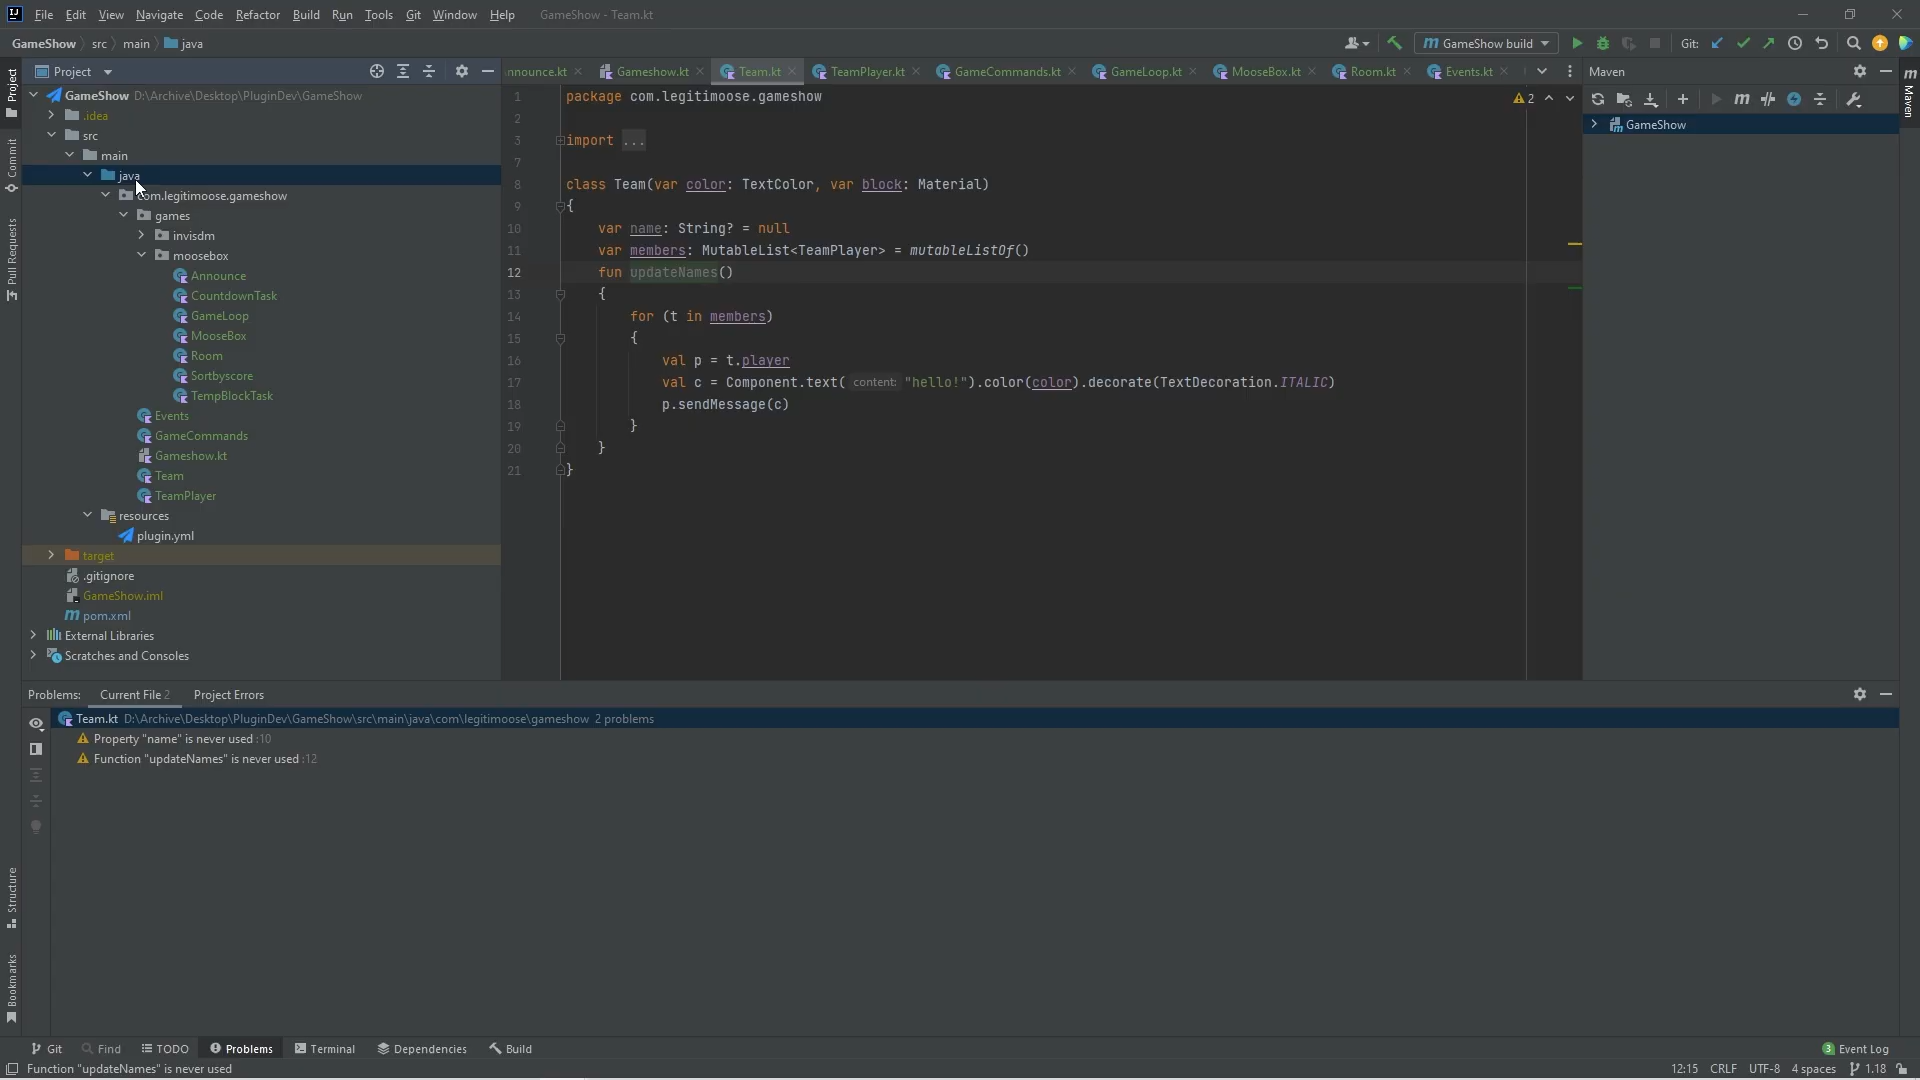 File Edit View Navigate Code Refactor Build Run Tools Git Window Help GameShow - Team.kt
GameShow src main java
GameShow build Git:
Project
nnounce.kt Gameshow.kt Team.kt TeamPlayer.kt GameCommands.kt GameLoop.kt MooseBox.kt Room.kt Events.kt
Maven
Project
Commit
Pull Requests
Structure
Bookmarks
GameShow D:\Archive\Desktop\PluginDev\GameShow
.idea
src
main
java
com.legitimoose.gameshow
games
invisdm
moosebox
Announce
CountdownTask
GameLoop
MooseBox
Room
Sortbyscore
TempBlockTask
Events
GameCommands
Gameshow.kt
Team
TeamPlayer
resources
plugin.yml
target
.gitignore
GameShow.iml
pom.xml
External Libraries
Scratches and Consoles
1 package com.legitimoose.gameshow
2
3 import ...
7
8 class Team(var color: TextColor, var block: Material)
9 {
10 var name: String? = null
11 var members: MutableList<TeamPlayer> = mutableListOf()
12 fun updateNames()
13 {
14 for (t in members)
15 {
16 val p = t.player
17 val c = Component.text( content: "hello!").color(color).decorate(TextDecoration.ITALIC)
18 p.sendMessage(c)
19 }
20 }
21 }
2
GameShow
Maven
Problems: Current File 2 Project Errors
Team.kt D:\Archive\Desktop\PluginDev\GameShow\src\main\java\com\legitimoose\gameshow 2 problems
Property "name" is never used :10
Function "updateNames" is never used :12
Git Find TODO Problems Terminal Dependencies Build
3 Event Log
Function "updateNames" is never used
12:15 CRLF UTF-8 4 spaces 1.18